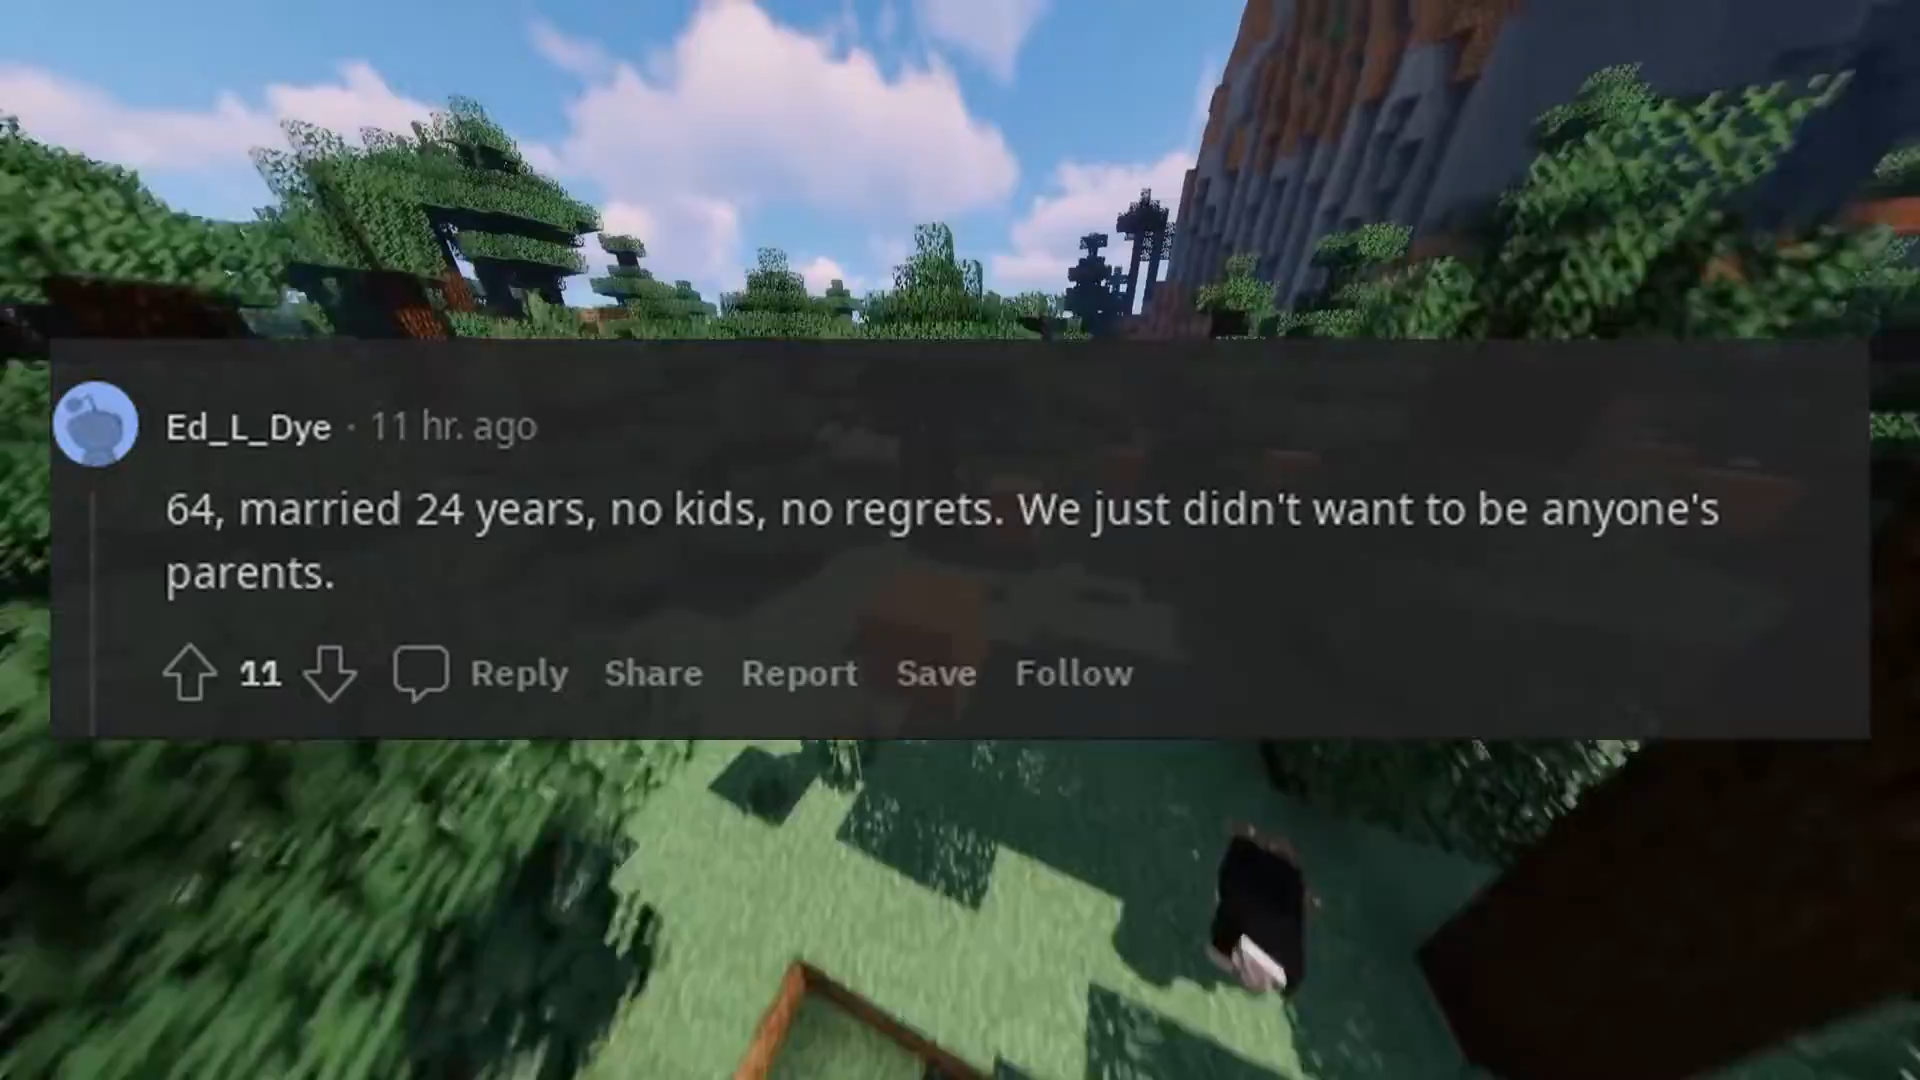 Ed_L_Dye · 11 hr. ago
64, married 24 years, no kids, no regrets. We just didn't want to be anyone's
parents.
11 Reply Share Report Save Follow